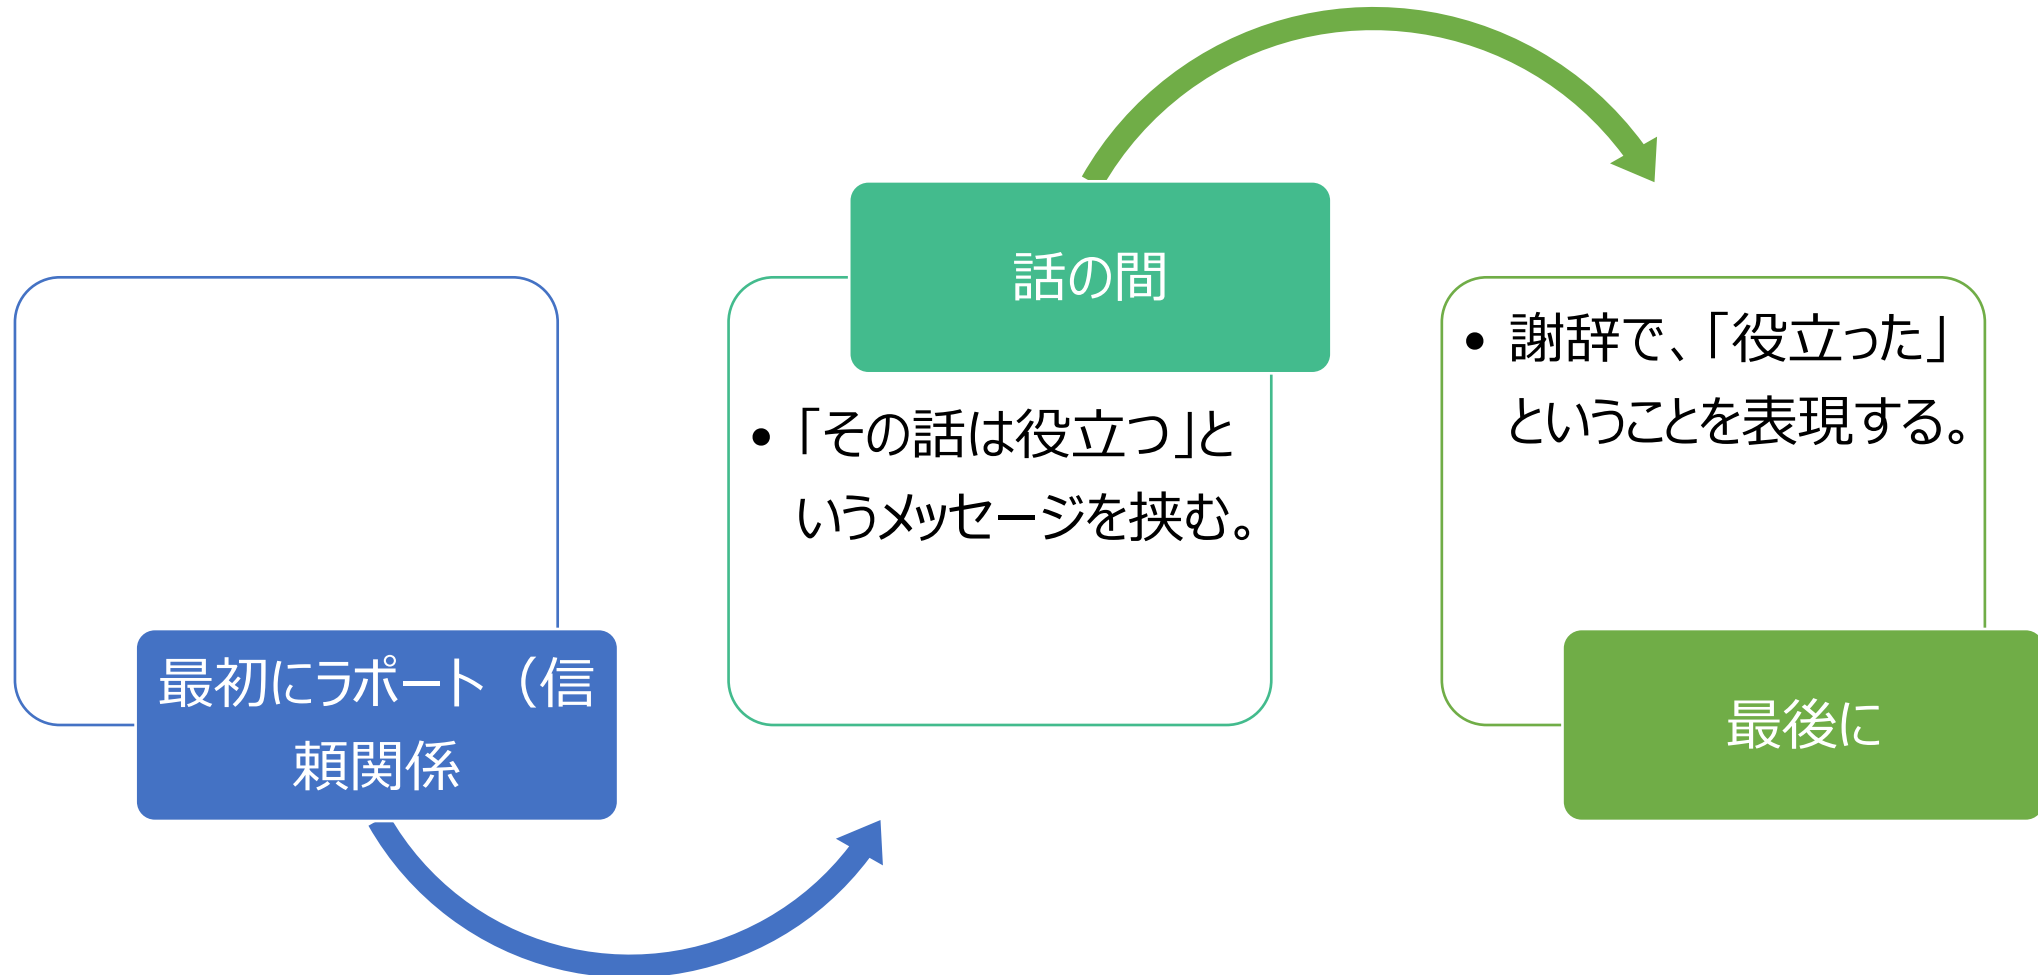 最初にラポート（信
頼関係
話の間
• 「その話は役立つ」と
いうメッセージを挟む。
• 謝辞で、「役立った」
ということを表現する。
最後に